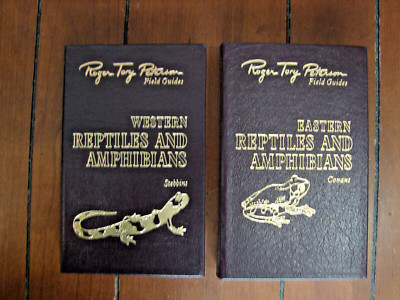 Roger Tory Peterson
Field Guides
WESTERN
REPTILES AND
AMPHIBIANS
Stebbins
Roger Tory Peterson
Field Guides
EASTERN
REPTILES AND
AMPHIBIANS
Conant